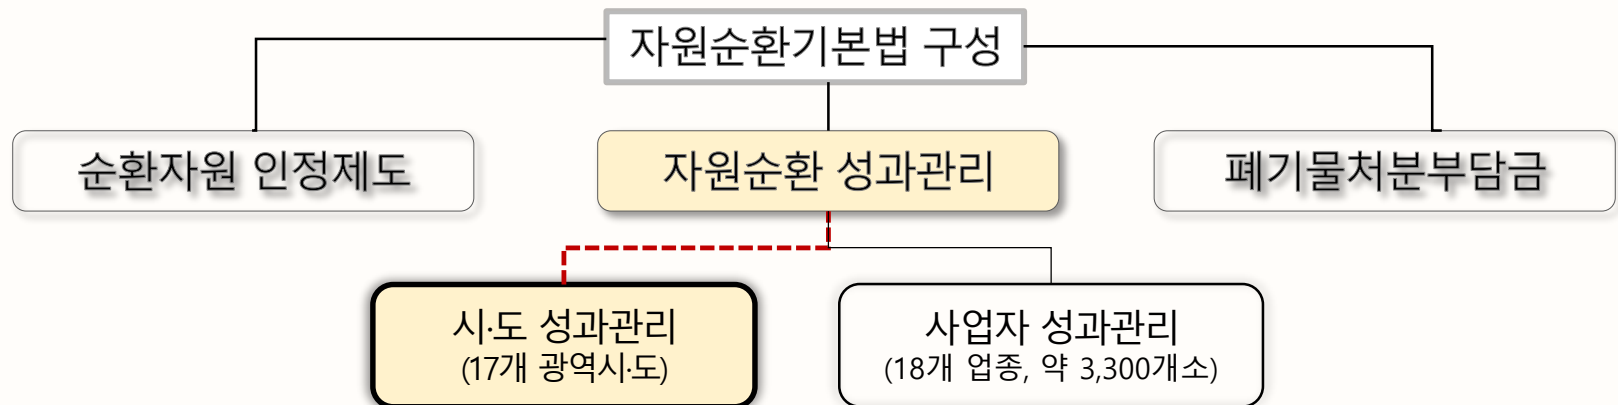 자원순환기본법 구성
순환자원 인정제도
자원순환 성과관리
폐기물처분부담금
시·도 성과관리
(17개 광역시·도)
사업자 성과관리
(18개 업종, 약 3,300개소)